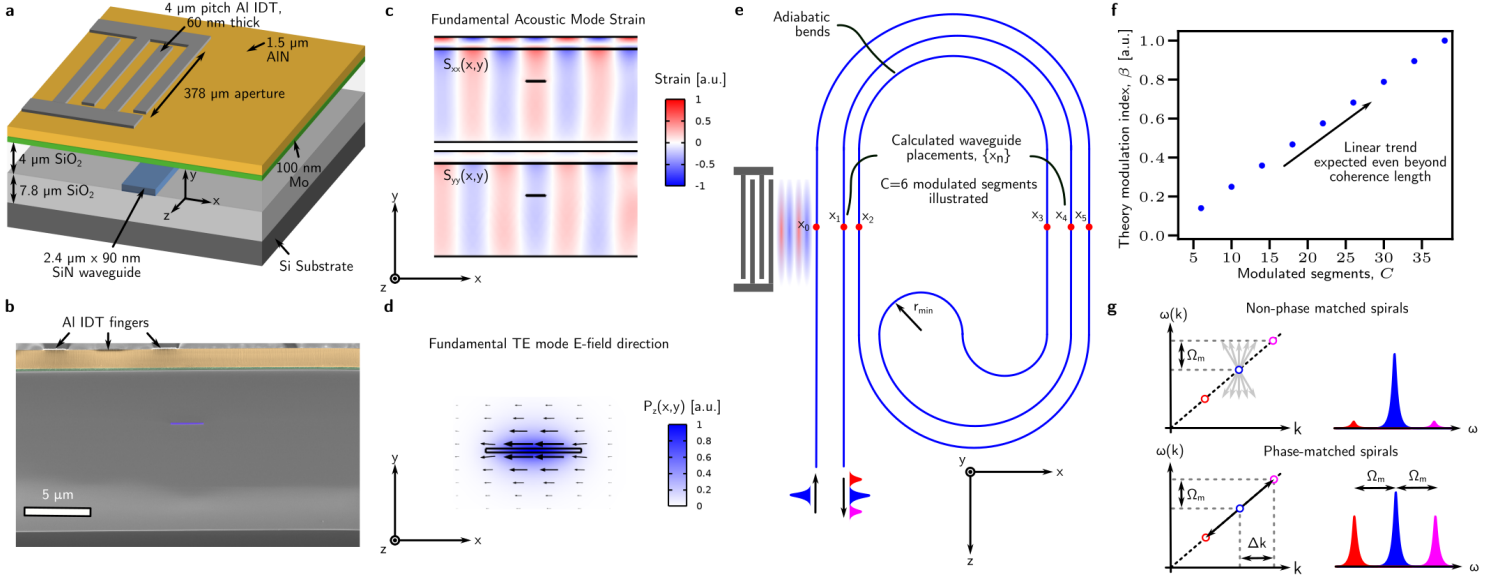 a
4 μm pitch Al IDT,
60 nm thick
1.5 μm
AlN
378 μm aperture
4 μm SiO2
100 nm
Mo
7.8 μm SiO2
y
x
z
2.4 μm x 90 nm
SiN waveguide
Si Substrate
b
Al IDT fingers
5 μm
c
Fundamental Acoustic Mode Strain
Sxx(x,y)
Syy(x,y)
Strain [a.u.]
1
0.5
0
-0.5
-1
y
z
x
d
Fundamental TE mode E-field direction
Pz(x,y) [a.u.]
1
0.8
0.6
0.4
0.2
0
y
z
x
e
Adiabatic
bends
Calculated waveguide
placements, {xn}
C=6 modulated segments
illustrated
x0
x1
x2
x3
x4
x5
rmin
y
x
z
f
Theory modulation index, β [a.u.]
1.0
0.8
0.6
0.4
0.2
0.0
Linear trend
expected even beyond
coherence length
5 10 15 20 25 30 35
Modulated segments, C
g
Non-phase matched spirals
ω(k)
Ωm
k
ω
Phase-matched spirals
ω(k)
Ωm
Δk
k
Ωm Ωm
ω